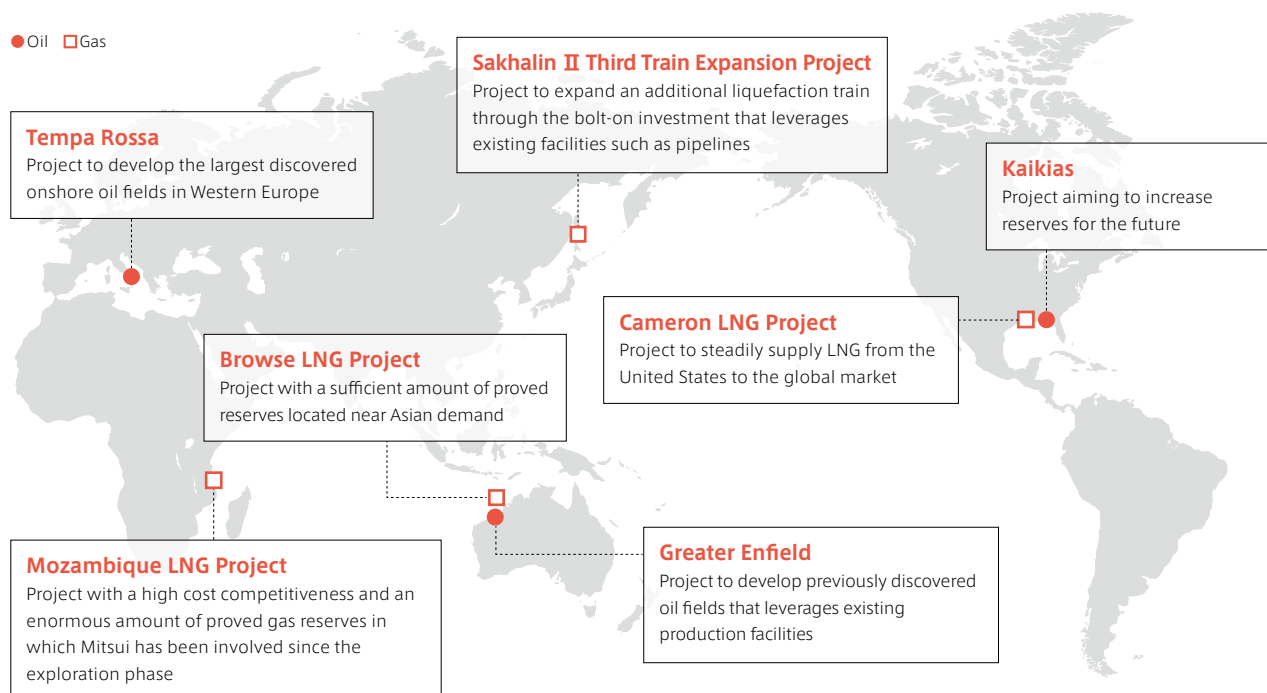 Oil Gas
Sakhalin Ⅱ Third Train Expansion Project
Project to expand an additional liquefaction train
through the bolt-on investment that leverages
existing facilities such as pipelines
Tempa Rossa
Project to develop the largest discovered
onshore oil fields in Western Europe
Kaikias
Project aiming to increase
reserves for the future
Cameron LNG Project
Project to steadily supply LNG from the
United States to the global market
Browse LNG Project
Project with a sufficient amount of proved
reserves located near Asian demand
Mozambique LNG Project
Project with a high cost competitiveness and an
enormous amount of proved gas reserves in
which Mitsui has been involved since the
exploration phase
Greater Enfield
Project to develop previously discovered
oil fields that leverages existing
production facilities